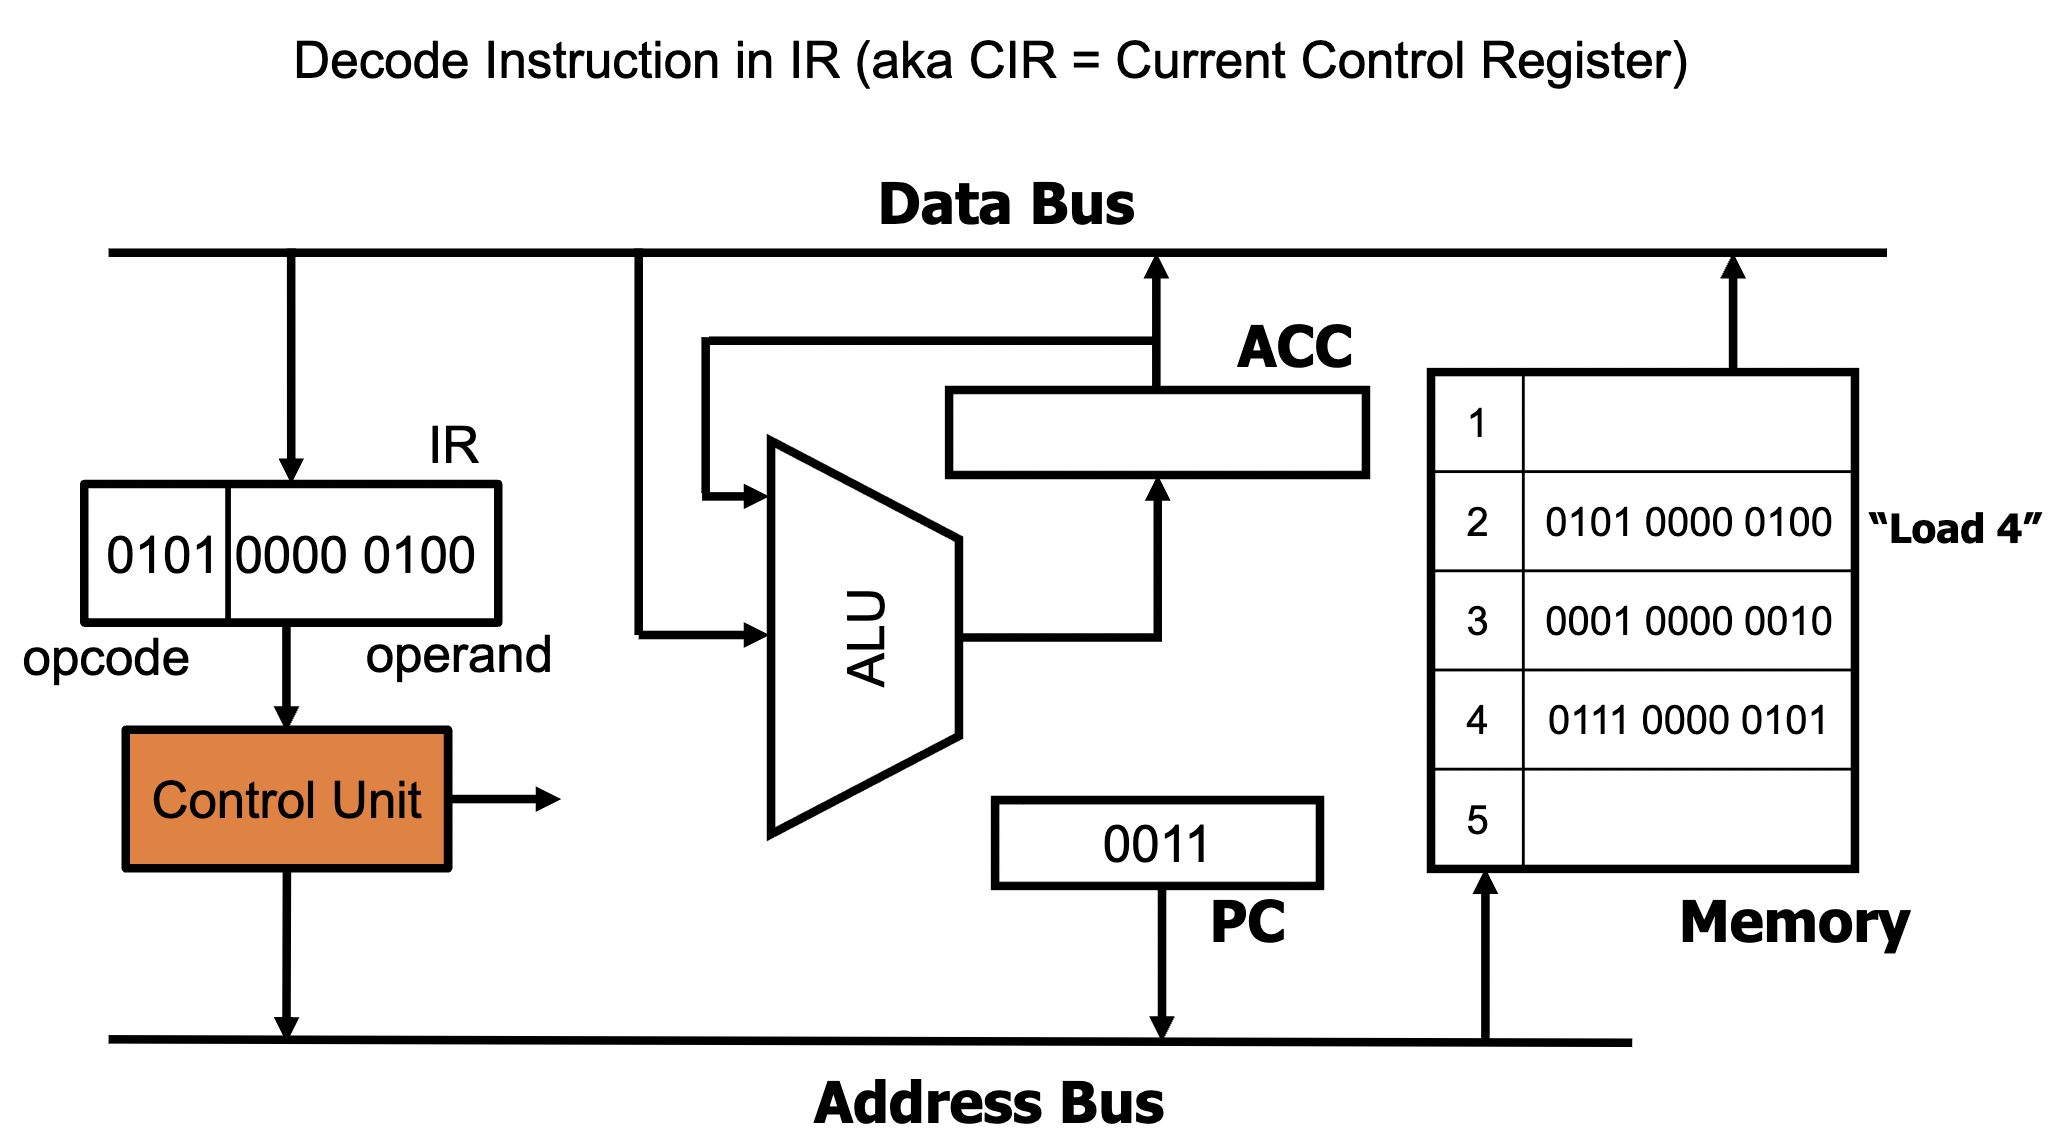 Decode Instruction in IR (aka CIR = Current Control Register)
Data Bus
ACC
IR
0101 0000 0100
opcode
operand
Control Unit
ALU
0011
PC
1
2 0101 0000 0100 “Load 4”
3 0001 0000 0010
4 0111 0000 0101
5
Memory
Address Bus